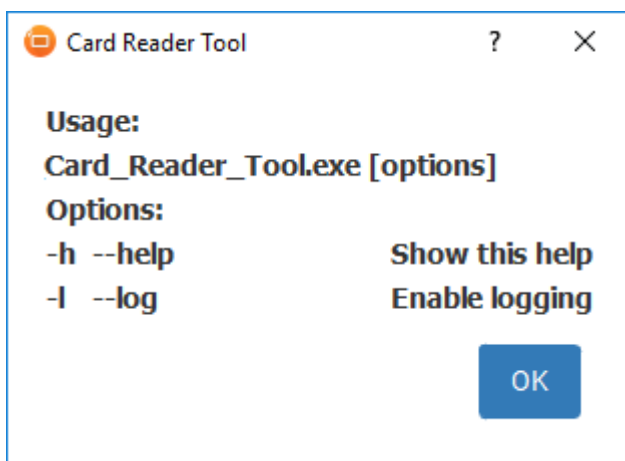 Card Reader Tool ?
Usage:
Card_Reader_Tool.exe [options]
Options:
-h --help Show this help
-l --log Enable logging
OK